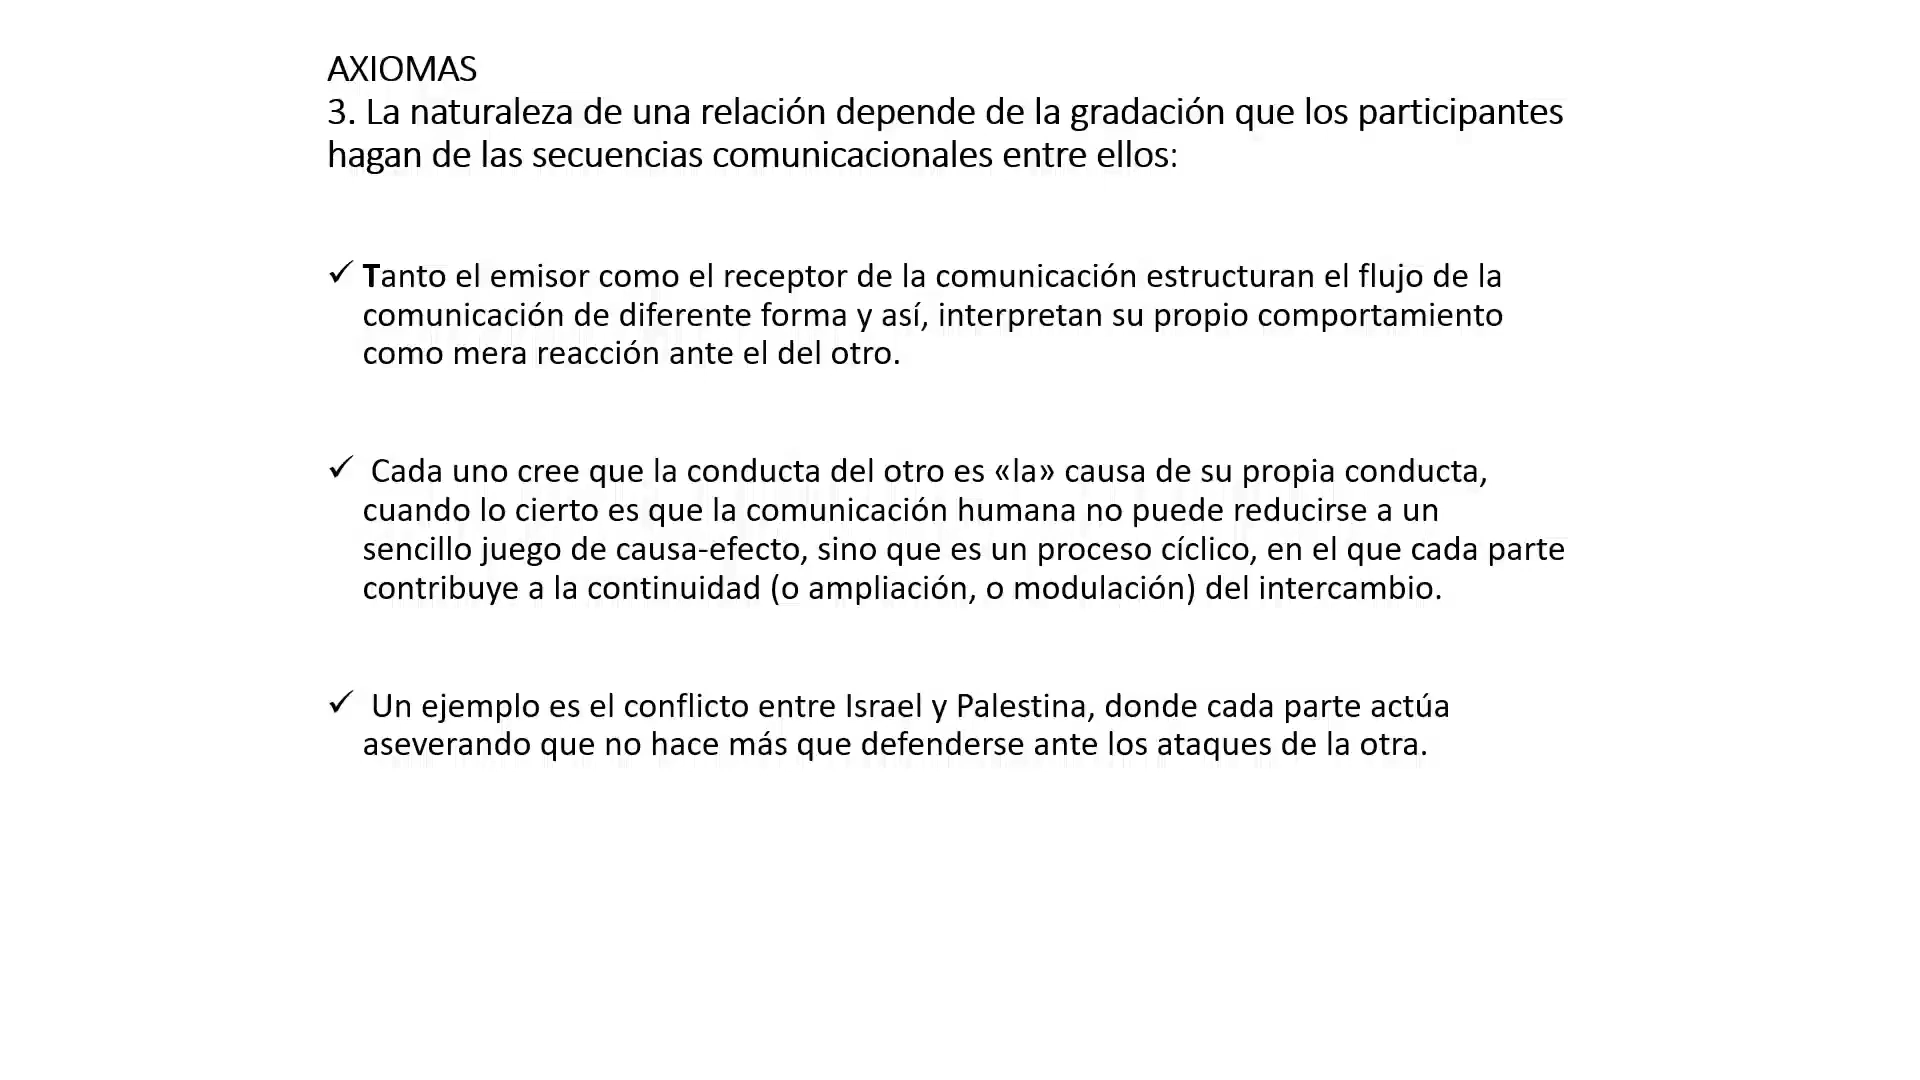 AXIOMAS
3. La naturaleza de una relación depende de la gradación que los participantes
hagan de las secuencias comunicacionales entre ellos:
✓ Tanto el emisor como el receptor de la comunicación estructuran el flujo de la
comunicación de diferente forma y así, interpretan su propio comportamiento
como mera reacción ante el del otro.
✓ Cada uno cree que la conducta del otro es «la» causa de su propia conducta,
cuando lo cierto es que la comunicación humana no puede reducirse a un
sencillo juego de causa-efecto, sino que es un proceso cíclico, en el que cada parte
contribuye a la continuidad (o ampliación, o modulación) del intercambio.
✓ Un ejemplo es el conflicto entre Israel y Palestina, donde cada parte actúa
aseverando que no hace más que defenderse ante los ataques de la otra.